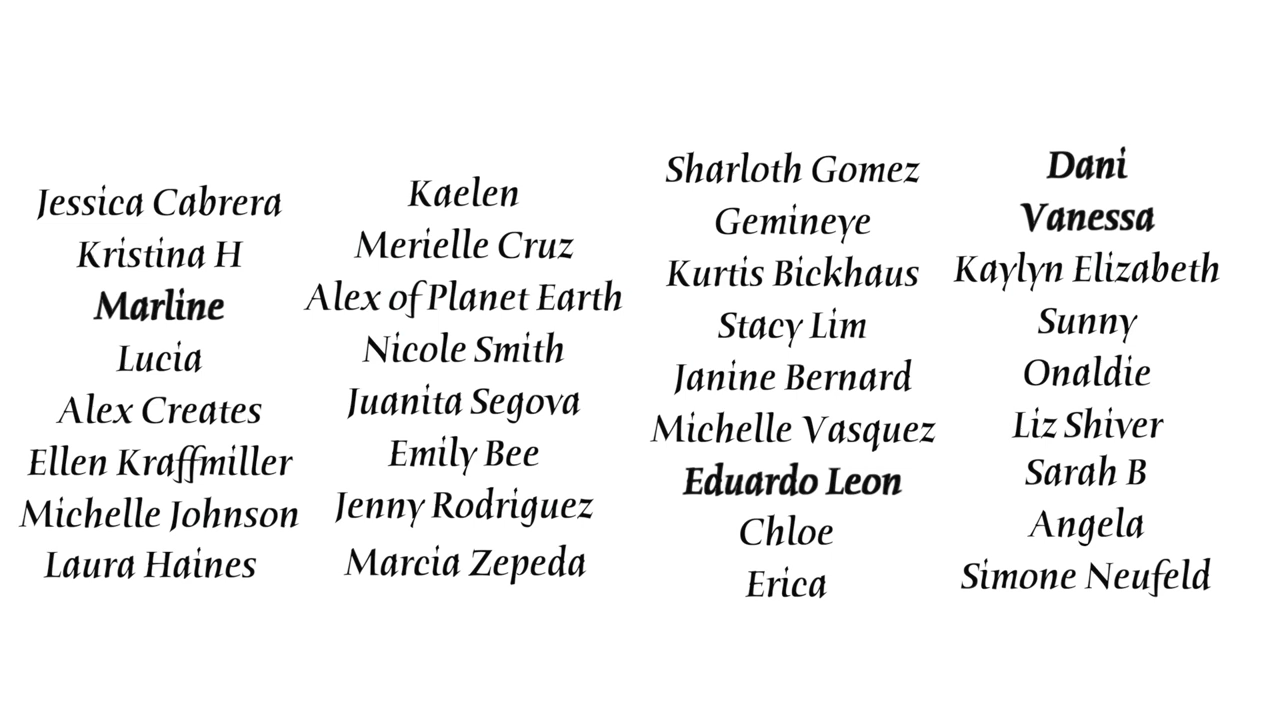 Jessica Cabrera
Kristina H
Marline
Lucia
Alex Creates
Ellen Kraffmiller
Michelle Johnson
Laura Haines
Kaelen
Merielle Cruz
Alex of Planet Earth
Nicole Smith
Juanita Segova
Emily Bee
Jenny Rodriguez
Marcia Zepeda
Sharloth Gomez
Gemineye
Kurtis Bickhaus
Stacy Lim
Janine Bernard
Michelle Vasquez
Eduardo Leon
Chloe
Erica
Dani
Vanessa
Kaylyn Elizabeth
Sunny
Onaldie
Liz Shiver
Sarah B
Angela
Simone Neufeld